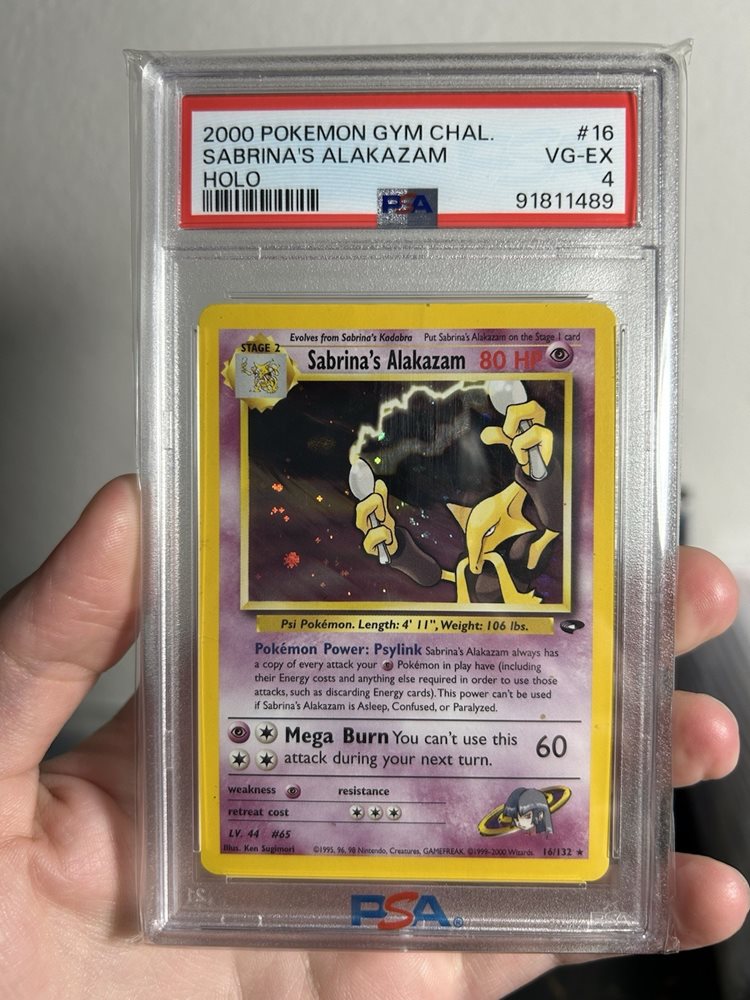 2000 POKEMON GYM CHAL. #16
SABRINA'S ALAKAZAM VG-EX
HOLO 4
PSA 91811489
Evolves from Sabrina's Kadabra Put Sabrina's Alakazam on the Stage 1 card
STAGE 2
Sabrina's Alakazam 80 HP
Psi Pokémon. Length: 4' 11", Weight: 106 lbs.
Pokémon Power: Psylink Sabrina's Alakazam always has
a copy of every attack your Pokémon in play have (including
their Energy costs and anything else required in order to use those
attacks, such as discarding Energy cards). This power can't be used
if Sabrina's Alakazam is Asleep, Confused, or Paralyzed.
Mega Burn You can't use this 60
attack during your next turn.
weakness resistance
retreat cost
LV. 44 #65
Illus. Ken Sugimori ©1995, 96, 98 Nintendo, Creatures, GAMEFREAK. ©1999-2000 Wizards. 16/132 ★
PSA®